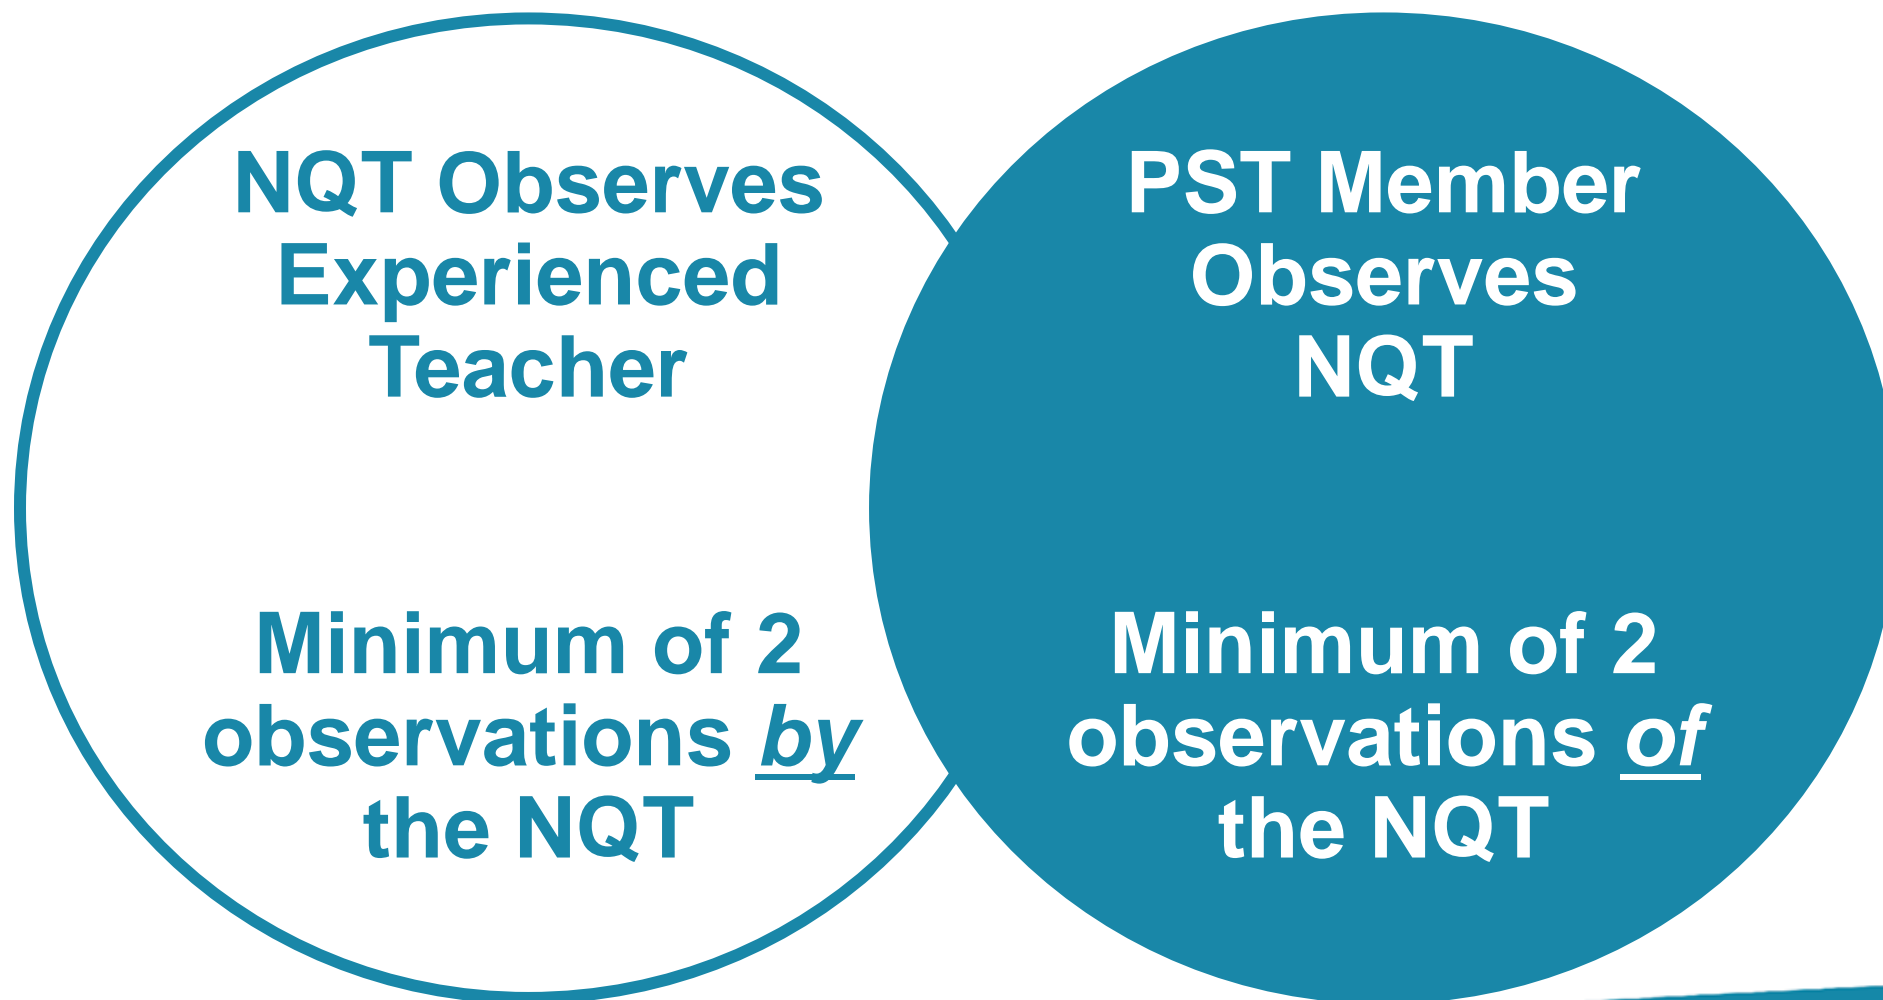 NQT Observes
Experienced
Teacher
Minimum of 2
observations by
the NQT
PST Member
Observes
NQT
Minimum of 2
observations of
the NQT